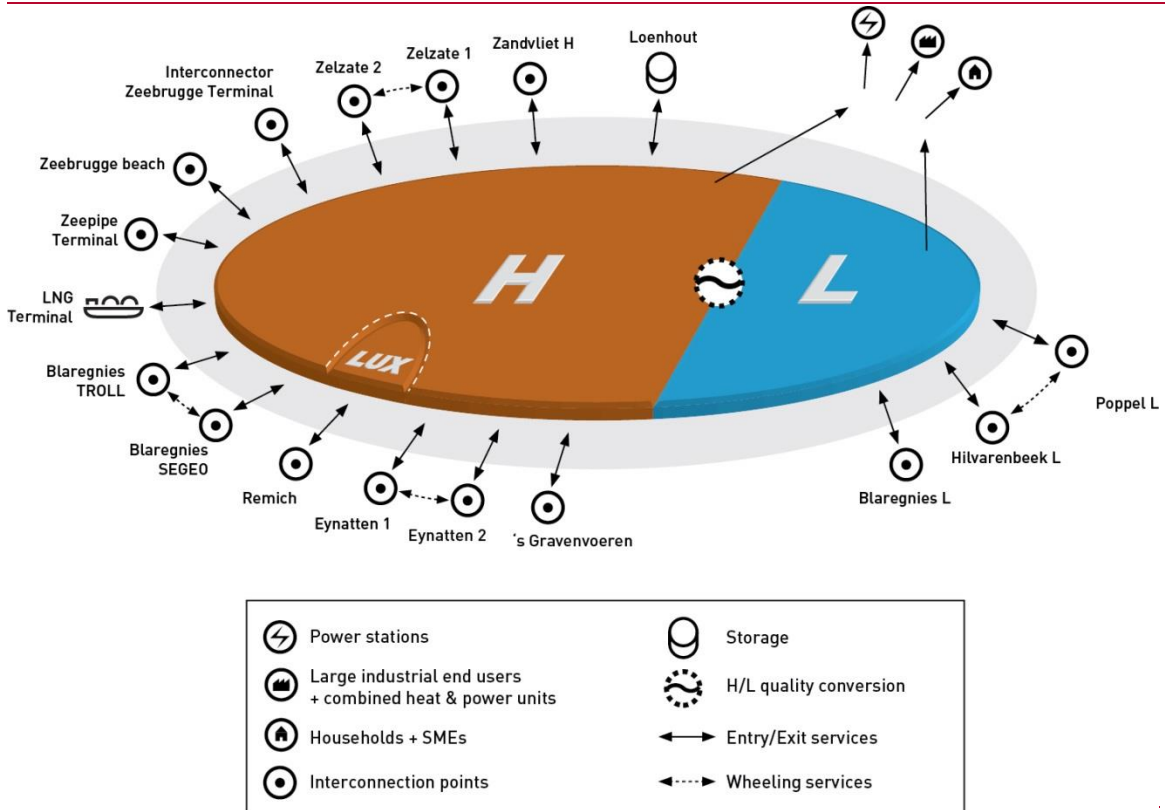 Loenhout
Zandvliet H
Zelzate 1
Zelzate 2
Interconnector
Zeebrugge Terminal
Zeebrugge beach
Zeepipe
Terminal
LNG
Terminal
Blaregnies
TROLL
Blaregnies
SEGEO
Remich
Eynatten 1
Eynatten 2
's Gravenvoeren
Blaregnies L
Hilvarenbeek L
Poppel L
H
L
LUX
Power stations
Large industrial end users
+ combined heat & power units
Households + SMEs
Interconnection points
Storage
H/L quality conversion
Entry/Exit services
Wheeling services